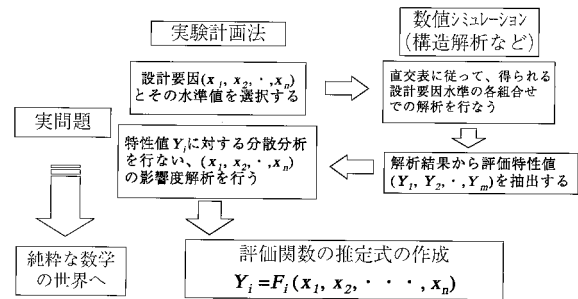 実験計画法
数値シミュレーション
(構造解析など)
設計要因(x1, x2, ・, xn)
とその水準値を選択する
直交表に従って、得られる
設計要因水準の各組合せ
での解析を行なう
実問題
特性値Yiに対する分散分析
を行ない、(x1, x2, ・, xn)
の影響度解析を行う
解析結果から評価特性値
(Y1, Y2, ・, Ym)を抽出する
純粋な数学
の世界へ
評価関数の推定式の作成
Yi=Fi(x1, x2, ・ ・ ・ , xn)